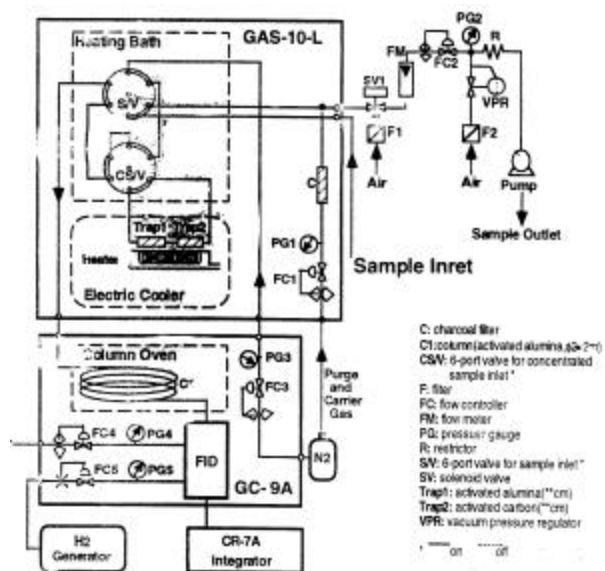 Heating Bath
GAS-10-L
S/V
CS/V
Trap1
Trap2
Heater
Electric Cooler
C
PG1
FC1
SV1
F1
Air
FM
FC2
PG2
R
VPR
F2
Air
Pump
Sample Outlet
Sample Inret
Column Oven
PG3
FC3
Purge
and
Carrier
Gas
N2
FC4
PG4
FC5
PG5
FID
GC- 9A
H2
Generator
CR-7A
Integrator
C: charcoal filter
C1:column(activated alumina,
CS/V: 6-port valve for concentrated
sample inlet *
F: filter
FC: flow controller
FM: flow meter
PG: pressuer gauge
R: restrictor
S/V: 6-port valve for sample inlet *
SV: solenoid valve
Trap1: activated alumina(**cm)
Trap2: activated carbon(**cm)
VPR: vacuum pressure regulator
* on off